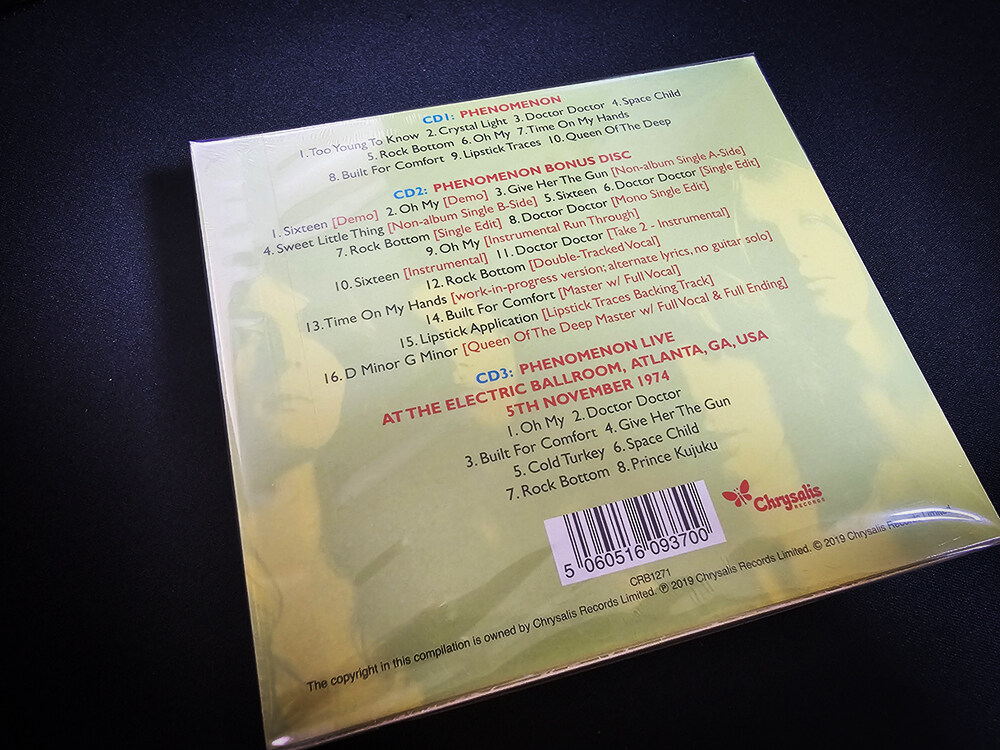 CD1: PHENOMENON
1. Too Young To Know 2. Crystal Light 3. Doctor Doctor 4. Space Child
5. Rock Bottom 6. Oh My 7. Time On My Hands
8. Built For Comfort 9. Lipstick Traces 10. Queen Of The Deep
CD2: PHENOMENON BONUS DISC
1. Sixteen [Demo] 2. Oh My [Demo] 3. Give Her The Gun [Non-album Single A-Side]
4. Sweet Little Thing [Non-album Single B-Side] 5. Sixteen 6. Doctor Doctor [Single Edit]
7. Rock Bottom [Single Edit] 8. Doctor Doctor [Mono Single Edit]
9. Oh My [Instrumental Run Through]
10. Sixteen [Instrumental] 11. Doctor Doctor [Take 2 - Instrumental]
12. Rock Bottom [Double-Tracked Vocal]
13. Time On My Hands [work-in-progress version; alternate lyrics, no guitar solo]
14. Built For Comfort [Master w/ Full Vocal]
15. Lipstick Application [Lipstick Traces Backing Track]
16. D Minor G Minor [Queen Of The Deep Master w/ Full Vocal & Full Ending]
CD3: PHENOMENON LIVE
AT THE ELECTRIC BALLROOM, ATLANTA, GA, USA
5TH NOVEMBER 1974
1. Oh My 2. Doctor Doctor
3. Built For Comfort 4. Give Her The Gun
5. Cold Turkey 6. Space Child
7. Rock Bottom 8. Prince Kujuku
Chrysalis
RECORDS
5 060516 093700
CRB1271
The copyright in this compilation is owned by Chrysalis Records Limited. ℗ 2019 Chrysalis Records Limited. © 2019 Chrysalis Records Limited